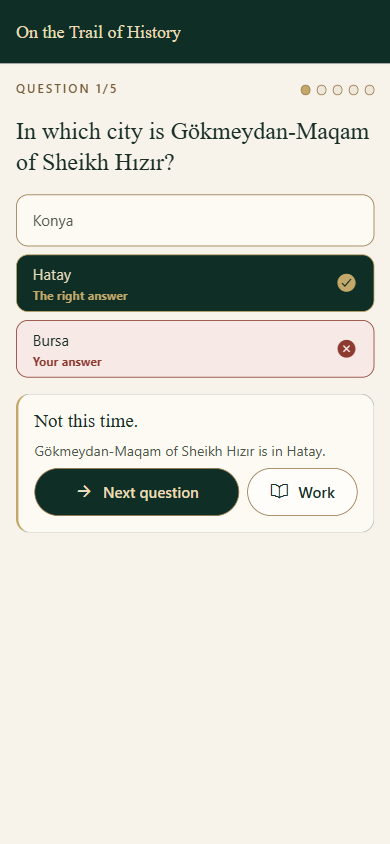 On the Trail of History
QUESTION 1/5
In which city is Gökmeydan-Maqam
of Sheikh Hızır?
Konya
Hatay
The right answer
Bursa
Your answer
Not this time.
Gökmeydan-Maqam of Sheikh Hızır is in Hatay.
Next question
Work